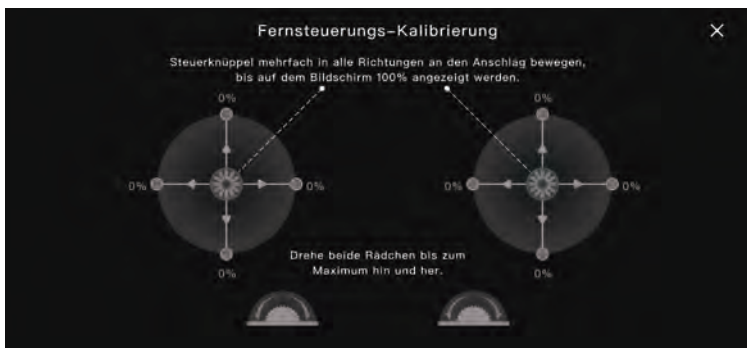 Fernsteuerungs-Kalibrierung
Steuerknüppel mehrfach in alle Richtungen an den Anschlag bewegen,
bis auf dem Bildschirm 100% angezeigt werden.
0% 0%
0% 0% 0% 0%
0% 0%
Drehe beide Rädchen bis zum
Maximum hin und her.